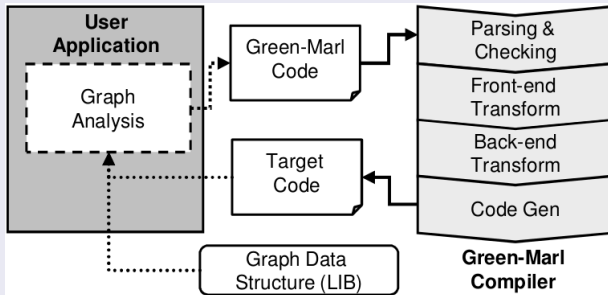 User
Application
Graph
Analysis
Green-Marl
Code
Target
Code
Graph Data
Structure (LIB)
Parsing &
Checking
Front-end
Transform
Back-end
Transform
Code Gen
Green-Marl
Compiler